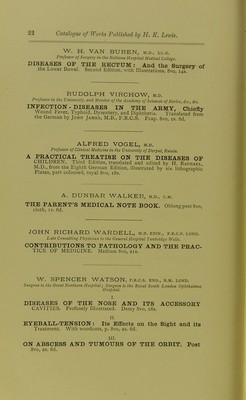 22 Catalogue of Works Published by H. K. Lewis.
W. H. VAN BUREN, M.D., LL.D.
Professor of Surgery in the Bellevue Hospital Medical College.
DISEASES OF THE RECTUM: And the Surgery of
the Lower Bowel. Second Edition, with Illustrations, 8vo, 14s.
RUDOLPH VIRCHOW, M.D.
Professor in the University, and Member of the Academy of Sciences of Berlin, &c., &c.
INFECTION-DISEASES IN THE ARMY, Chiefly
Wound Fever, Typhoid, Dysentery, and Diphtheria. Translated from
the German by JOHN JAMES, M.B., F.R.C.S. Fcap. 8vo, 1s. 6d.
ALFRED VOGEL, M.D.
Professor of Clinical Medicine in the University of Dorpat, Russia.
A PRACTICAL TREATISE ON THE DISEASES OF
CHILDREN. Third Edition, translated and edited by H. RAPHAEL,
M.D., from the Eighth German Edition, illustrated by six lithographic
Plates, part coloured, royal 8vo, 18s.
A. DUNBAR WALKER, M.D., C.M.
THE PARENT'S MEDICAL NOTE BOOK. Oblong post 8vo,
cloth, 1s. 6d.
JOHN RICHARD WARDELL, M.D. EDIN., F.R.C.P. LOND.
Late Consulting Physician to the General Hospital Tunbridge Wells.
CONTRIBUTIONS TO PATHOLOGY AND THE PRAC-
TICE OF MEDICINE. Medium 8vo, 21s.
W. SPENCER WATSON, F.R.C.S. ENG., B.M. LOND.
Surgeon to the Great Northern Hospital; Surgeon to the Royal South London Ophthalmic
Hospital.
I.
DISEASES OF THE NOSE AND ITS ACCESSORY
CAVITIES. Profusely Illustrated. Demy 8vo, 18s.
II.
EYEBALL-TENSION: Its Effects on the Sight and its
Treatment. With woodcuts, p. 8vo, 2s. 6d.
III.
ON ABSCESS AND TUMOURS OF THE ORBIT. Post
8vo, 2s. 6d.